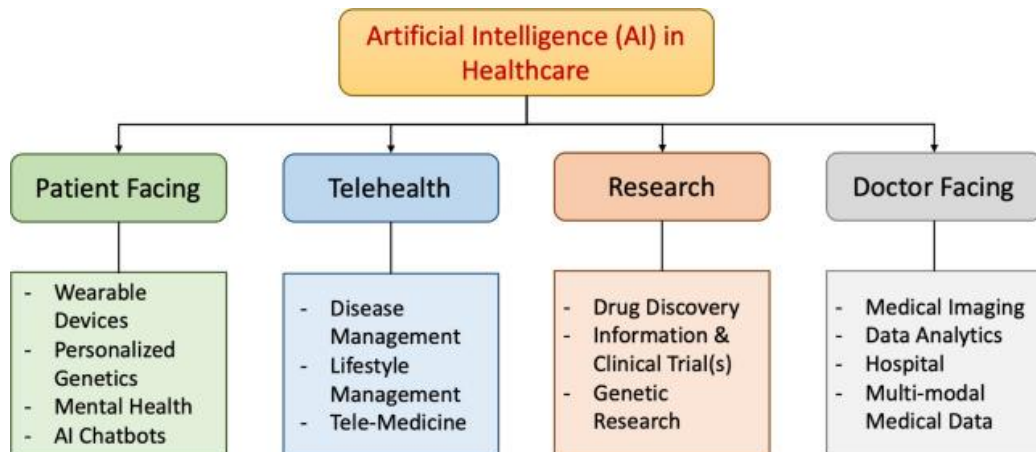 Artificial Intelligence (AI) in
Healthcare
Patient Facing
Telehealth
Research
Doctor Facing
- Wearable
Devices
- Personalized
Genetics
- Mental Health
- AI Chatbots
- Disease
Management
- Lifestyle
Management
- Tele-Medicine
- Drug Discovery
- Information &
Clinical Trial(s)
- Genetic
Research
- Medical Imaging
- Data Analytics
- Hospital
- Multi-modal
Medical Data